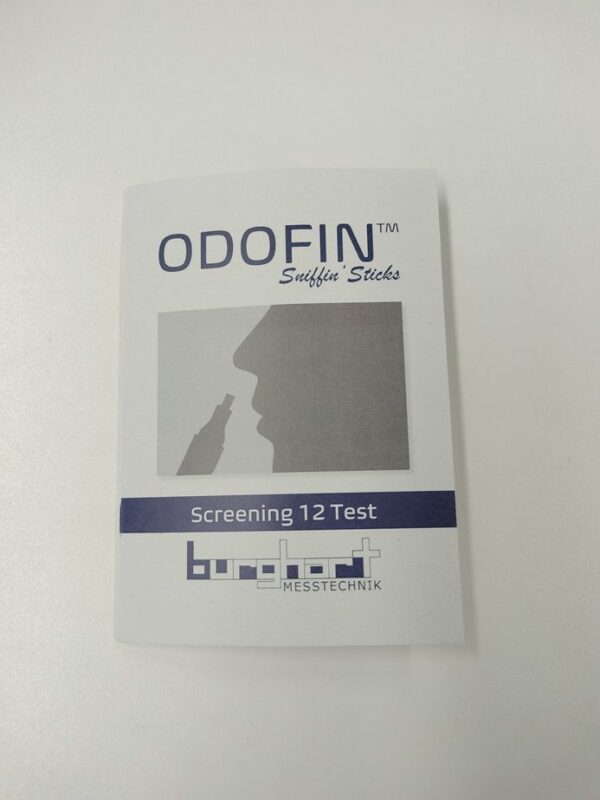 ODOFIN™
Sniffin' Sticks
Screening 12 Test
burghart
MESSTECHNIK